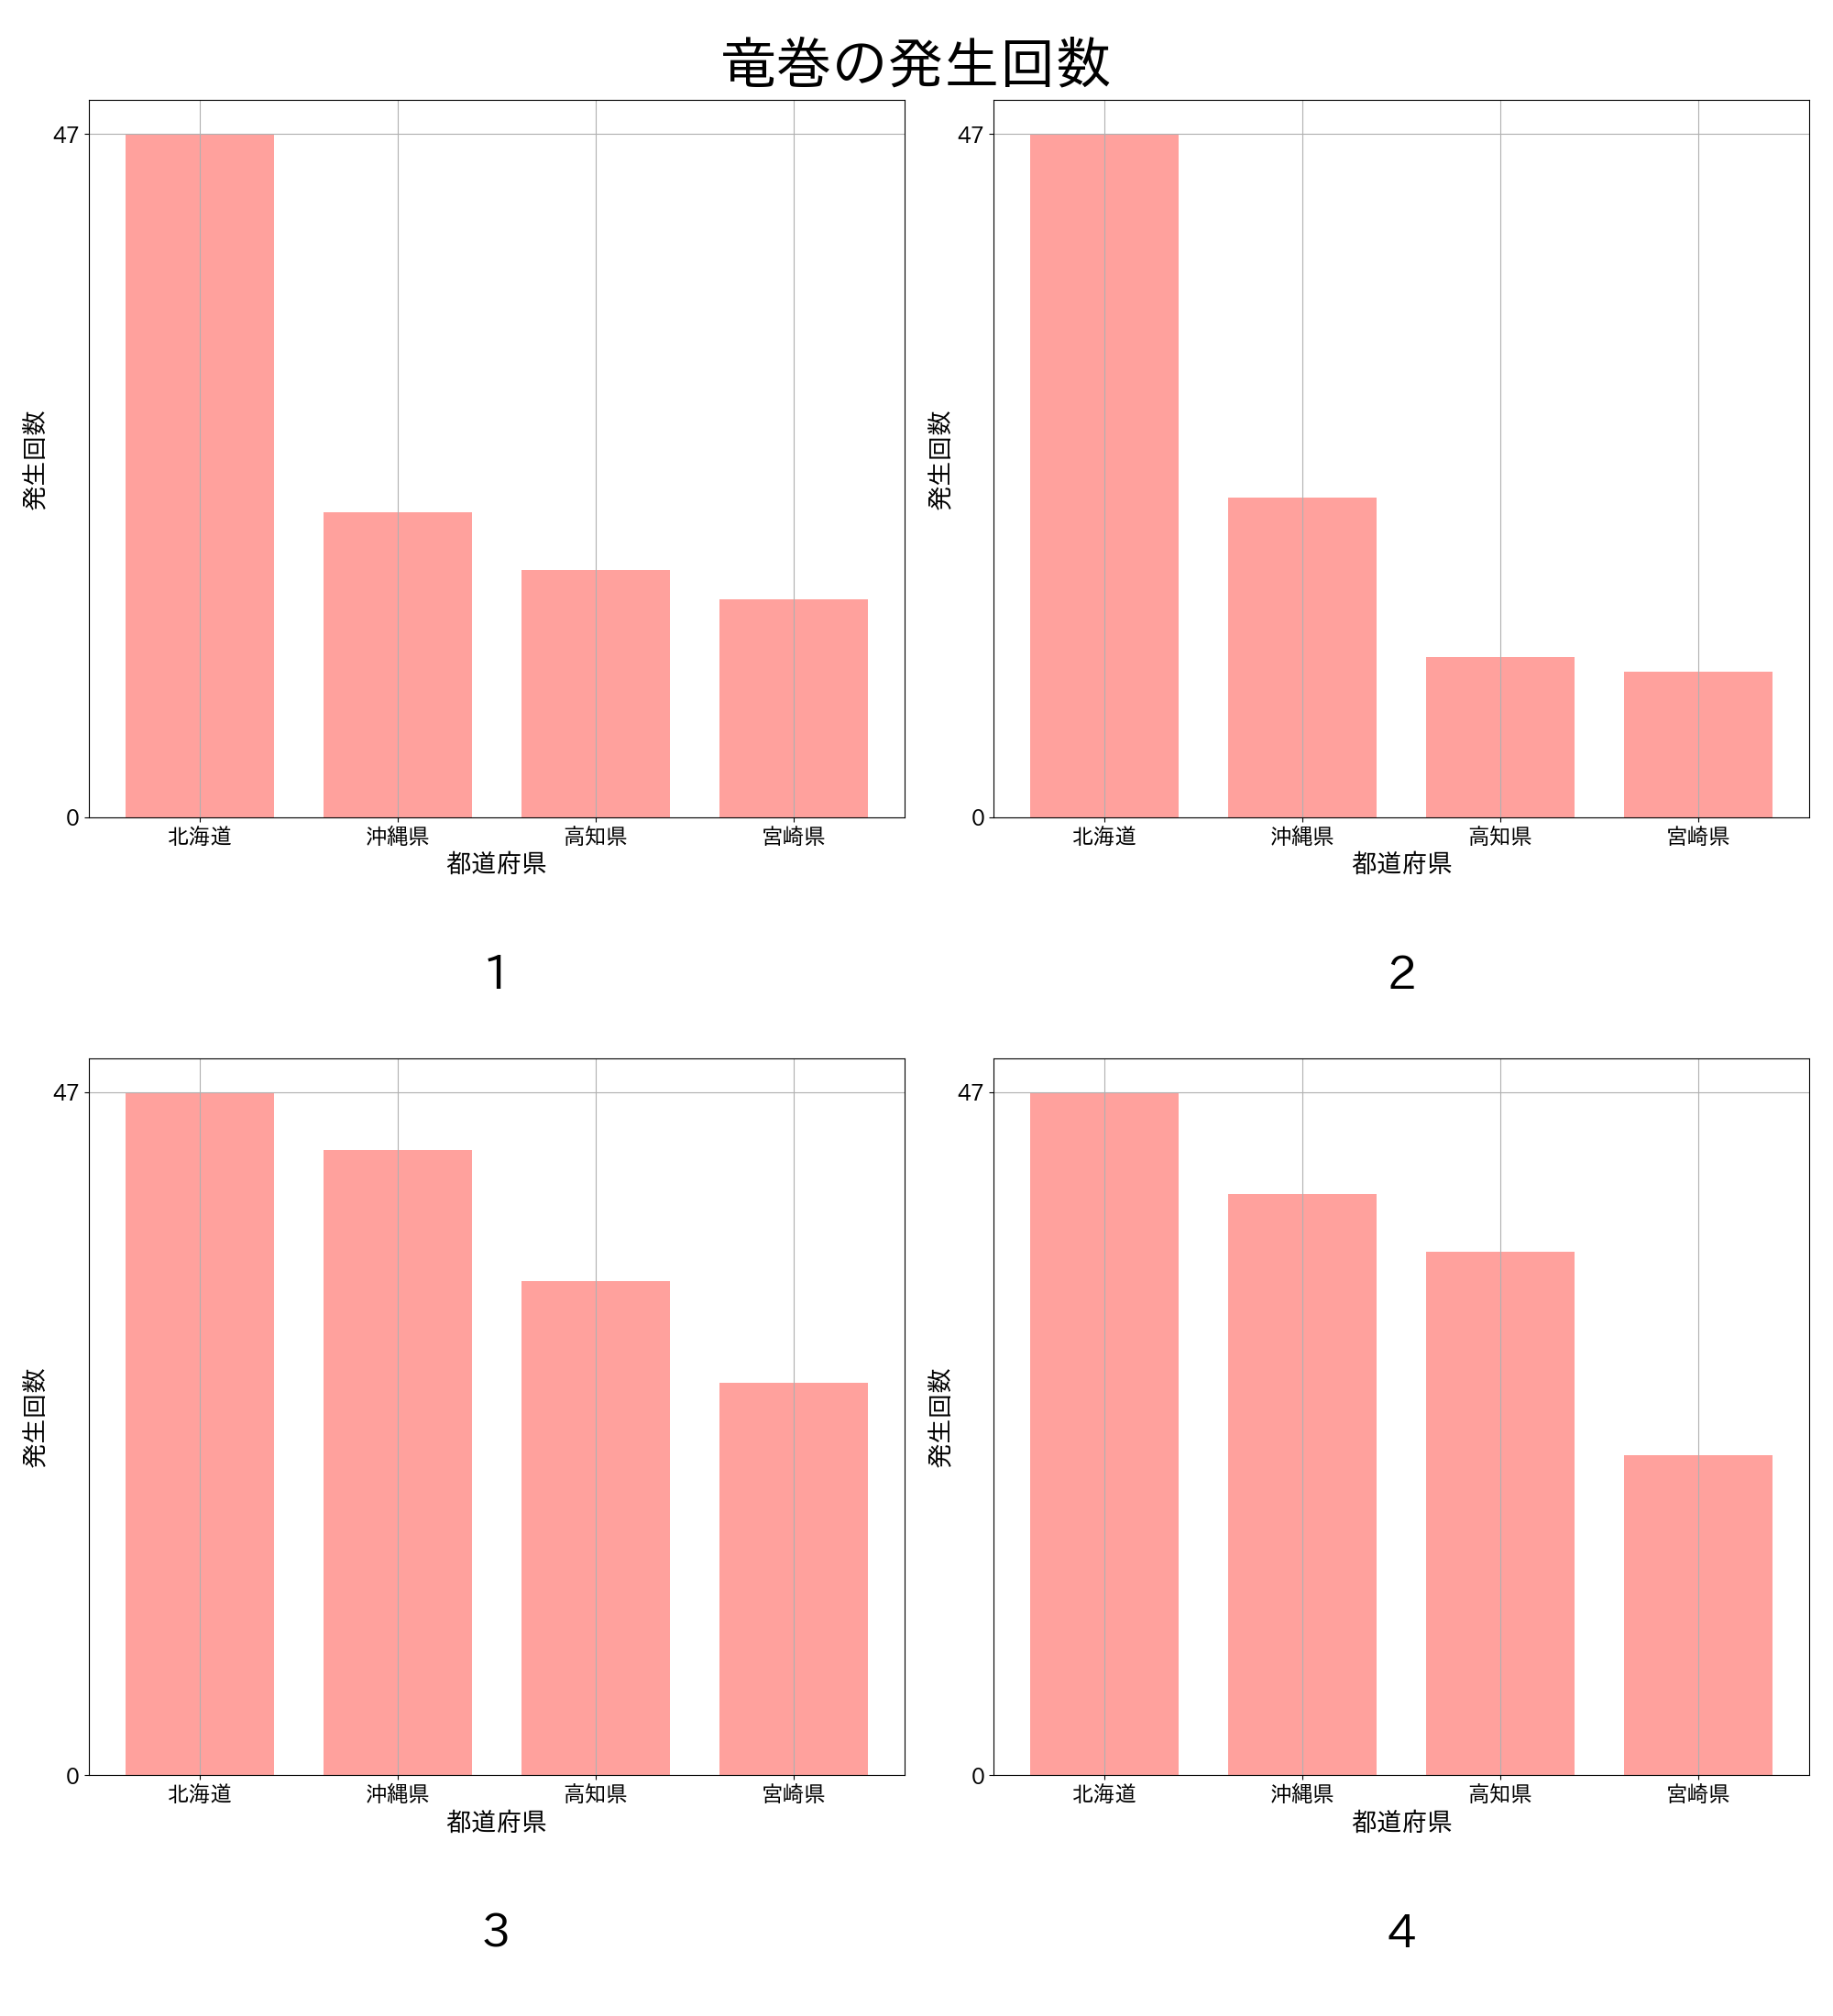 竜巻の発生回数
47
0
発生回数
北海道 沖縄県 高知県 宮崎県
都道府県
1
47
0
発生回数
北海道 沖縄県 高知県 宮崎県
都道府県
2
47
0
発生回数
北海道 沖縄県 高知県 宮崎県
都道府県
3
47
0
発生回数
北海道 沖縄県 高知県 宮崎県
都道府県
4